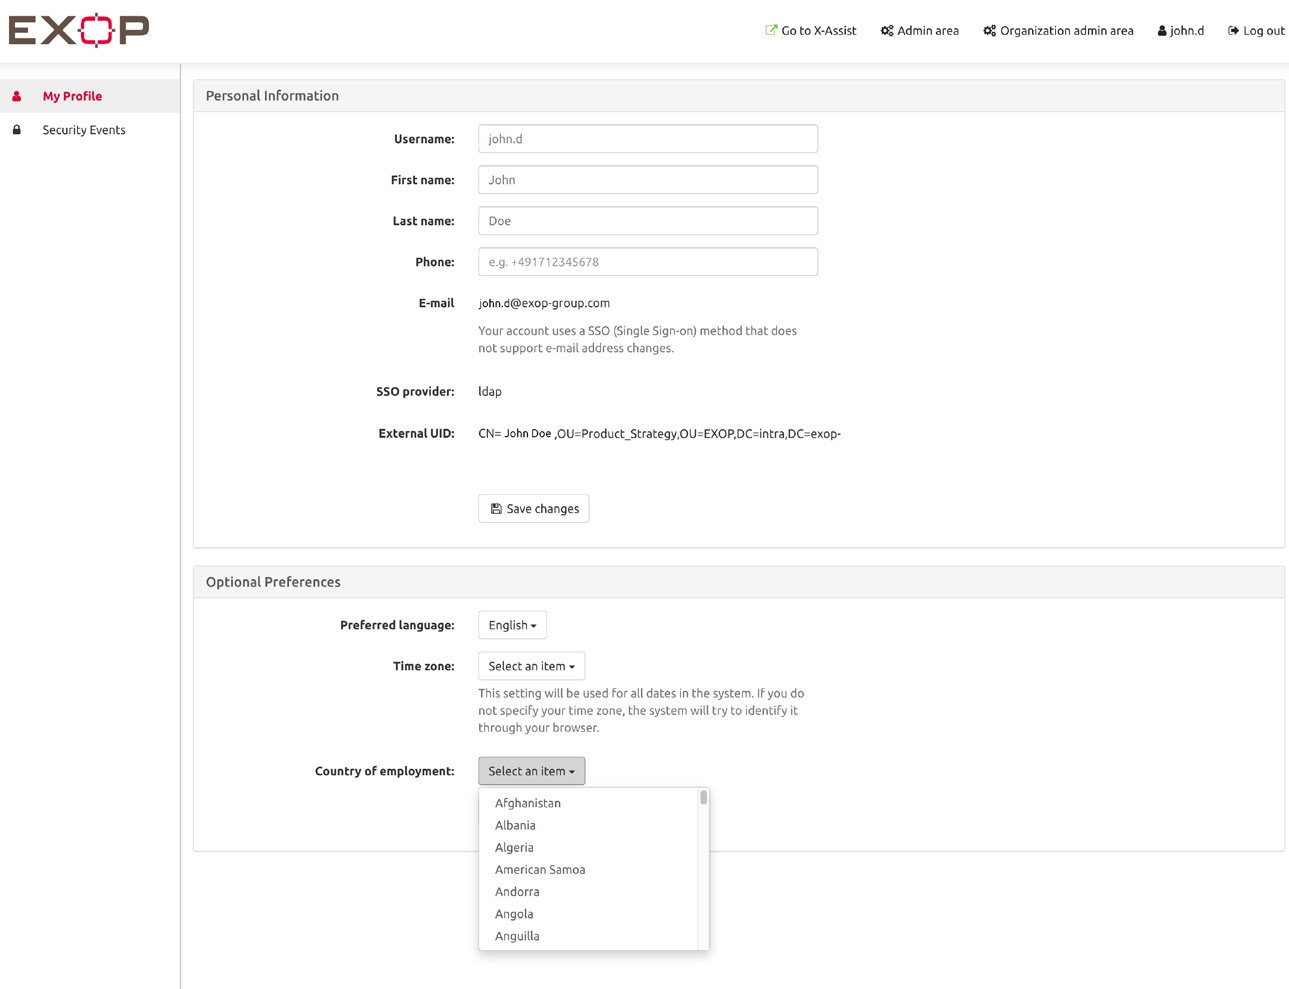 EXOP
Go to X-Assist Admin area Organization admin area john.d Log out
My Profile
Security Events
Personal Information
Username: john.d
First name: John
Last name: Doe
Phone: e.g. +491712345678
E-mail john.d@exop-group.com
Your account uses a SSO (Single Sign-on) method that does
not support e-mail address changes.
SSO provider: ldap
External UID: CN= John Doe ,OU=Product_Strategy,OU=EXOP,DC=intra,DC=exop-
Save changes
Optional Preferences
Preferred language: English
Time zone: Select an item
This setting will be used for all dates in the system. If you do
not specify your time zone, the system will try to identify it
through your browser.
Country of employment: Select an item
Afghanistan
Albania
Algeria
American Samoa
Andorra
Angola
Anguilla